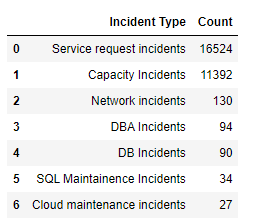 Incident Type Count
0 Service request incidents 16524
1 Capacity Incidents 11392
2 Network incidents 130
3 DBA Incidents 94
4 DB Incidents 90
5 SQL Maintainence Incidents 34
6 Cloud maintenance incidents 27